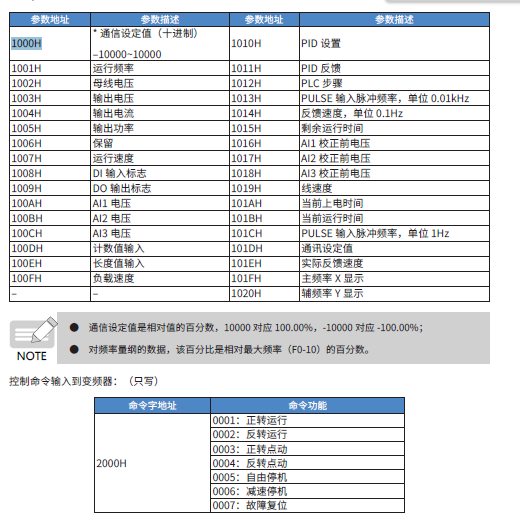 参数地址 参数描述 参数地址 参数描述
1000H * 通信设定值（十进制） –10000~10000 1010H PID 设置
1001H 运行频率 1011H PID 反馈
1002H 母线电压 1012H PLC 步骤
1003H 输出电压 1013H PULSE 输入脉冲频率，单位 0.01kHz
1004H 输出电流 1014H 反馈速度，单位 0.1Hz
1005H 输出功率 1015H 剩余运行时间
1006H 保留 1016H AI1 校正前电压
1007H 运行速度 1017H AI2 校正前电压
1008H DI 输入标志 1018H AI3 校正前电压
1009H DO 输出标志 1019H 线速度
100AH AI1 电压 101AH 当前上电时间
100BH AI2 电压 101BH 当前运行时间
100CH AI3 电压 101CH PULSE 输入脉冲频率，单位 1Hz
100DH 计数值输入 101DH 通讯设定值
100EH 长度值输入 101EH 实际反馈速度
100FH 负载速度 101FH 主频率 X 显示
– – 1020H 辅频率 Y 显示
NOTE
● 通信设定值是相对值的百分数，10000 对应 100.00%，-10000 对应 -100.00%；
● 对频率量纲的数据，该百分比是相对最大频率（F0-10）的百分数。
控制命令输入到变频器：（只写）
命令字地址 命令功能
2000H
0001：正转运行
0002：反转运行
0003：正转点动
0004：反转点动
0005：自由停机
0006：减速停机
0007：故障复位